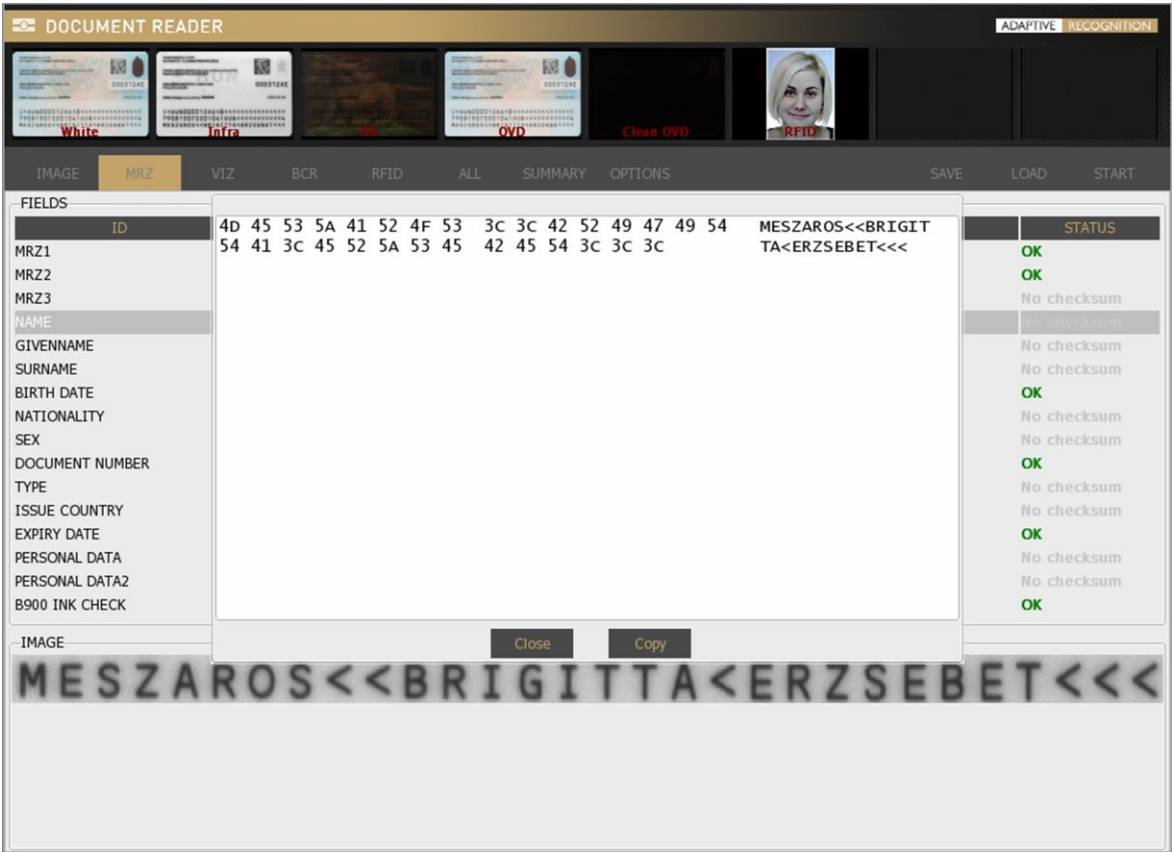 DOCUMENT READER
ADAPTIVE RECOGNITION
White
Infra
UV
OVD
Clean OVD
RFID
0003124E
0003124E
0003124E
IMAGE MRZ VIZ BCR RFID ALL SUMMARY OPTIONS SAVE LOAD START
FIELDS
ID STATUS
4D 45 53 5A 41 52 4F 53 3C 3C 42 52 49 47 49 54 MESZAROS<<BRIGIT
54 41 3C 45 52 5A 53 45 42 45 54 3C 3C 3C TA<ERZSEBET<<<
MRZ1 OK
MRZ2 OK
MRZ3 No checksum
NAME No checksum
GIVENNAME No checksum
SURNAME No checksum
BIRTH DATE OK
NATIONALITY No checksum
SEX No checksum
DOCUMENT NUMBER OK
TYPE No checksum
ISSUE COUNTRY No checksum
EXPIRY DATE OK
PERSONAL DATA No checksum
PERSONAL DATA2 No checksum
B900 INK CHECK OK
Close Copy
IMAGE
MESZAROS<<BRIGITTA<ERZSEBET<<<